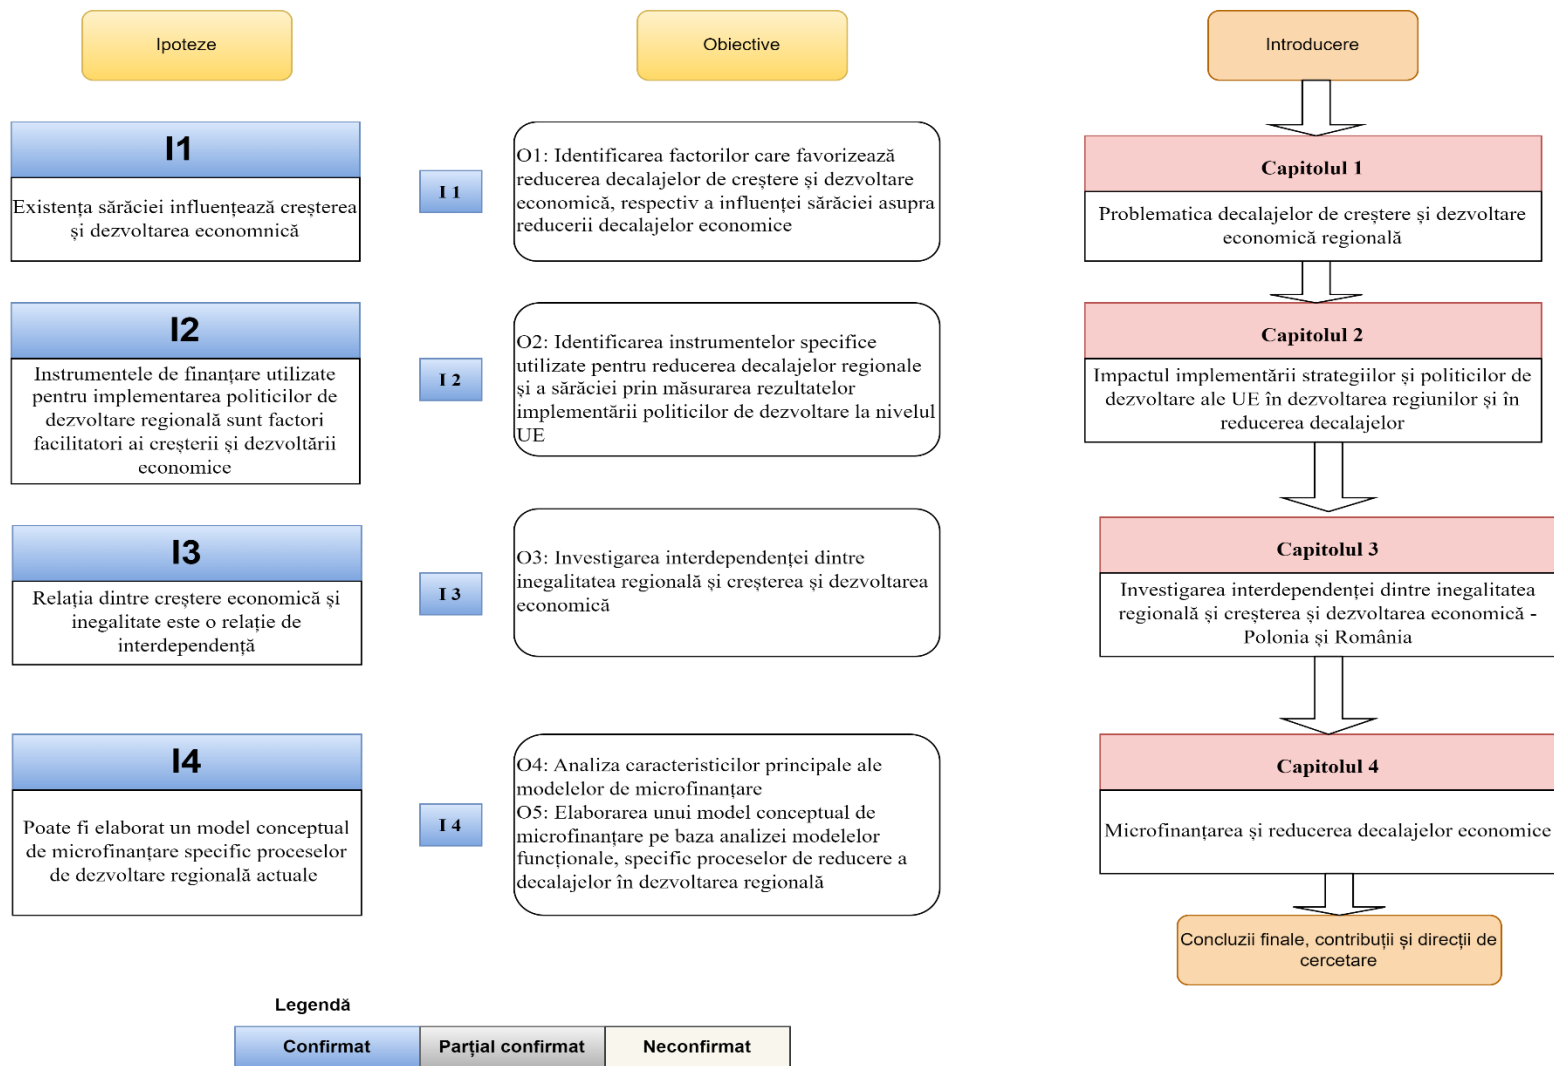 Ipoteze
Obiective
Introducere
I1
Existența sărăciei influențează creșterea
și dezvoltarea economnică
I 1
O1: Identificarea factorilor care favorizează
reducerea decalajelor de creștere și dezvoltare
economică, respectiv a influenței sărăciei asupra
reducerii decalajelor economice
Capitolul 1
Problematica decalajelor de creștere și dezvoltare
economică regională
I2
Instrumentele de finanțare utilizate
pentru implementarea politicilor de
dezvoltare regională sunt factori
facilitatori ai creșterii și dezvoltării
economice
I 2
O2: Identificarea instrumentelor specifice
utilizate pentru reducerea decalajelor regionale
și a sărăciei prin măsurarea rezultatelor
implementării politicilor de dezvoltare la nivelul
UE
Capitolul 2
Impactul implementării strategiilor și politicilor de
dezvoltare ale UE în dezvoltarea regiunilor și în
reducerea decalajelor
I3
Relația dintre creștere economică și
inegalitate este o relație de
interdependență
I 3
O3: Investigarea interdependenței dintre
inegalitatea regională și creșterea și dezvoltarea
economică
Capitolul 3
Investigarea interdependenței dintre inegalitatea
regională și creșterea și dezvoltarea economică -
Polonia și România
I4
Poate fi elaborat un model conceptual
de microfinanțare specific proceselor
de dezvoltare regională actuale
I 4
O4: Analiza caracteristicilor principale ale
modelelor de microfinanțare
O5: Elaborarea unui model conceptual de
microfinanțare pe baza analizei modelelor
funcționale, specific proceselor de reducere a
decalajelor în dezvoltarea regională
Capitolul 4
Microfinanțarea și reducerea decalajelor economice
Concluzii finale, contribuții și direcții de
cercetare
Legendă
Confirmat
Parțial confirmat
Neconfirmat